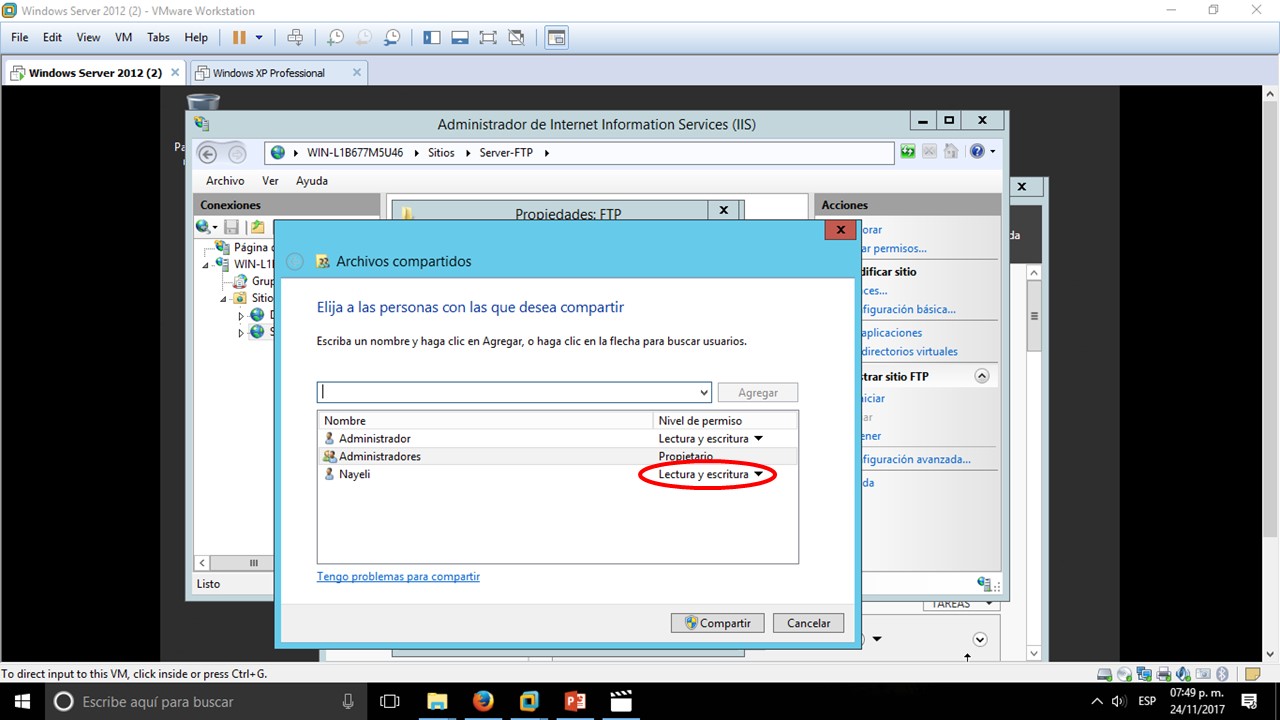 Windows Server 2012 (2) - VMware Workstation
File Edit View VM Tabs Help
Windows Server 2012 (2) Windows XP Professional
Administrador de Internet Information Services (IIS)
WIN-L1B677M5U46 Sitios Server-FTP
Archivo Ver Ayuda
Conexiones
Página
WIN-L1
Grup
Sitio
Listo
Propiedades: FTP
Archivos compartidos
Elija a las personas con las que desea compartir
Escriba un nombre y haga clic en Agregar, o haga clic en la flecha para buscar usuarios.
Agregar
Nombre Nivel de permiso
Administrador Lectura y escritura
Administradores Propietario
Nayeli Lectura y escritura
Tengo problemas para compartir
Compartir Cancelar
Acciones
orar
ar permisos...
dificar sitio
ces...
figuración básica...
aplicaciones
directorios virtuales
strar sitio FTP
niciar
ar
ener
figuración avanzada...
da
da
TAREAS
To direct input to this VM, click inside or press Ctrl+G.
Escribe aquí para buscar
ESP
07:49 p. m.
24/11/2017